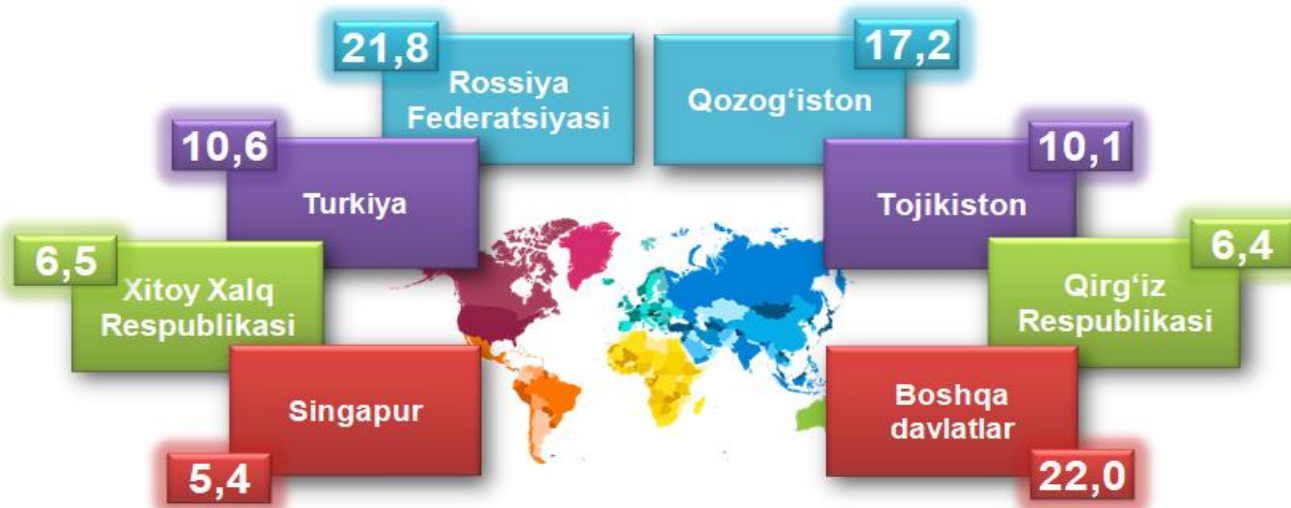 21,8
Rossiya
Federatsiyasi
17,2
Qozog‘iston
10,6
Turkiya
10,1
Tojikiston
6,5
Xitoy Xalq
Respublikasi
6,4
Qirg‘iz
Respublikasi
Singapur
5,4
Boshqa
davlatlar
22,0